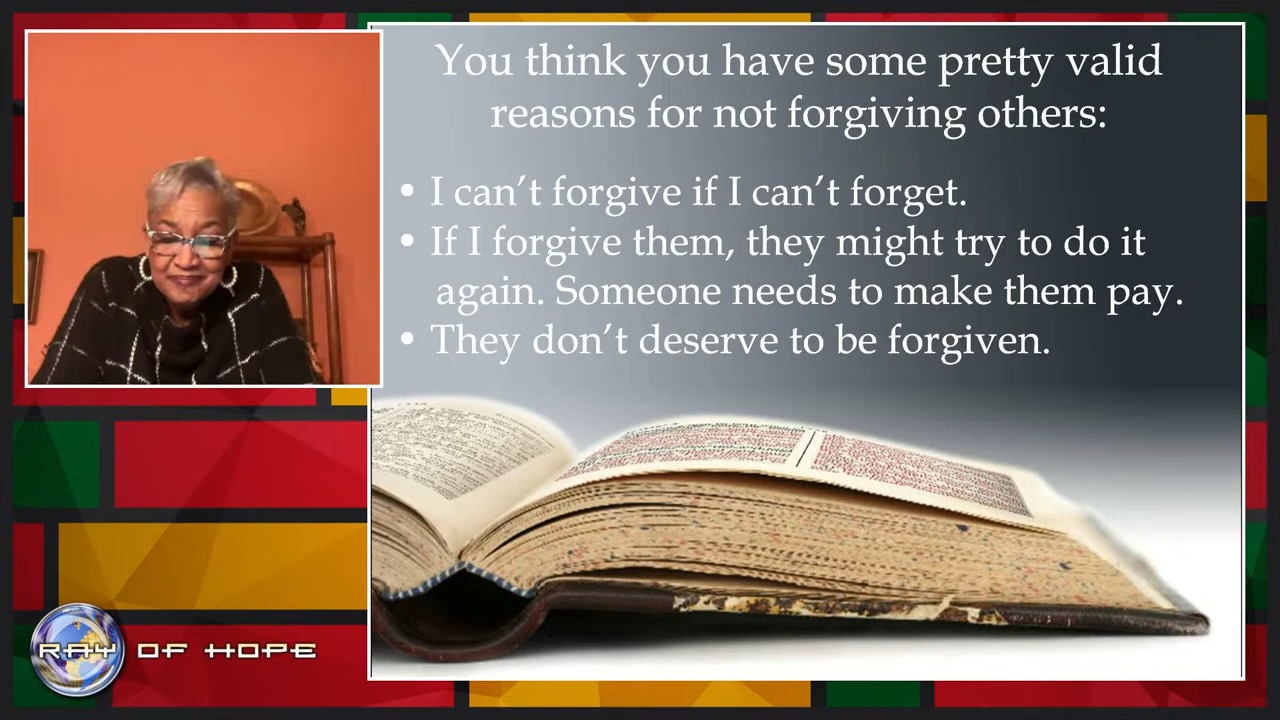 You think you have some pretty valid
reasons for not forgiving others:
• I can’t forgive if I can’t forget.
• If I forgive them, they might try to do it
again. Someone needs to make them pay.
• They don’t deserve to be forgiven.
RAY OF HOPE